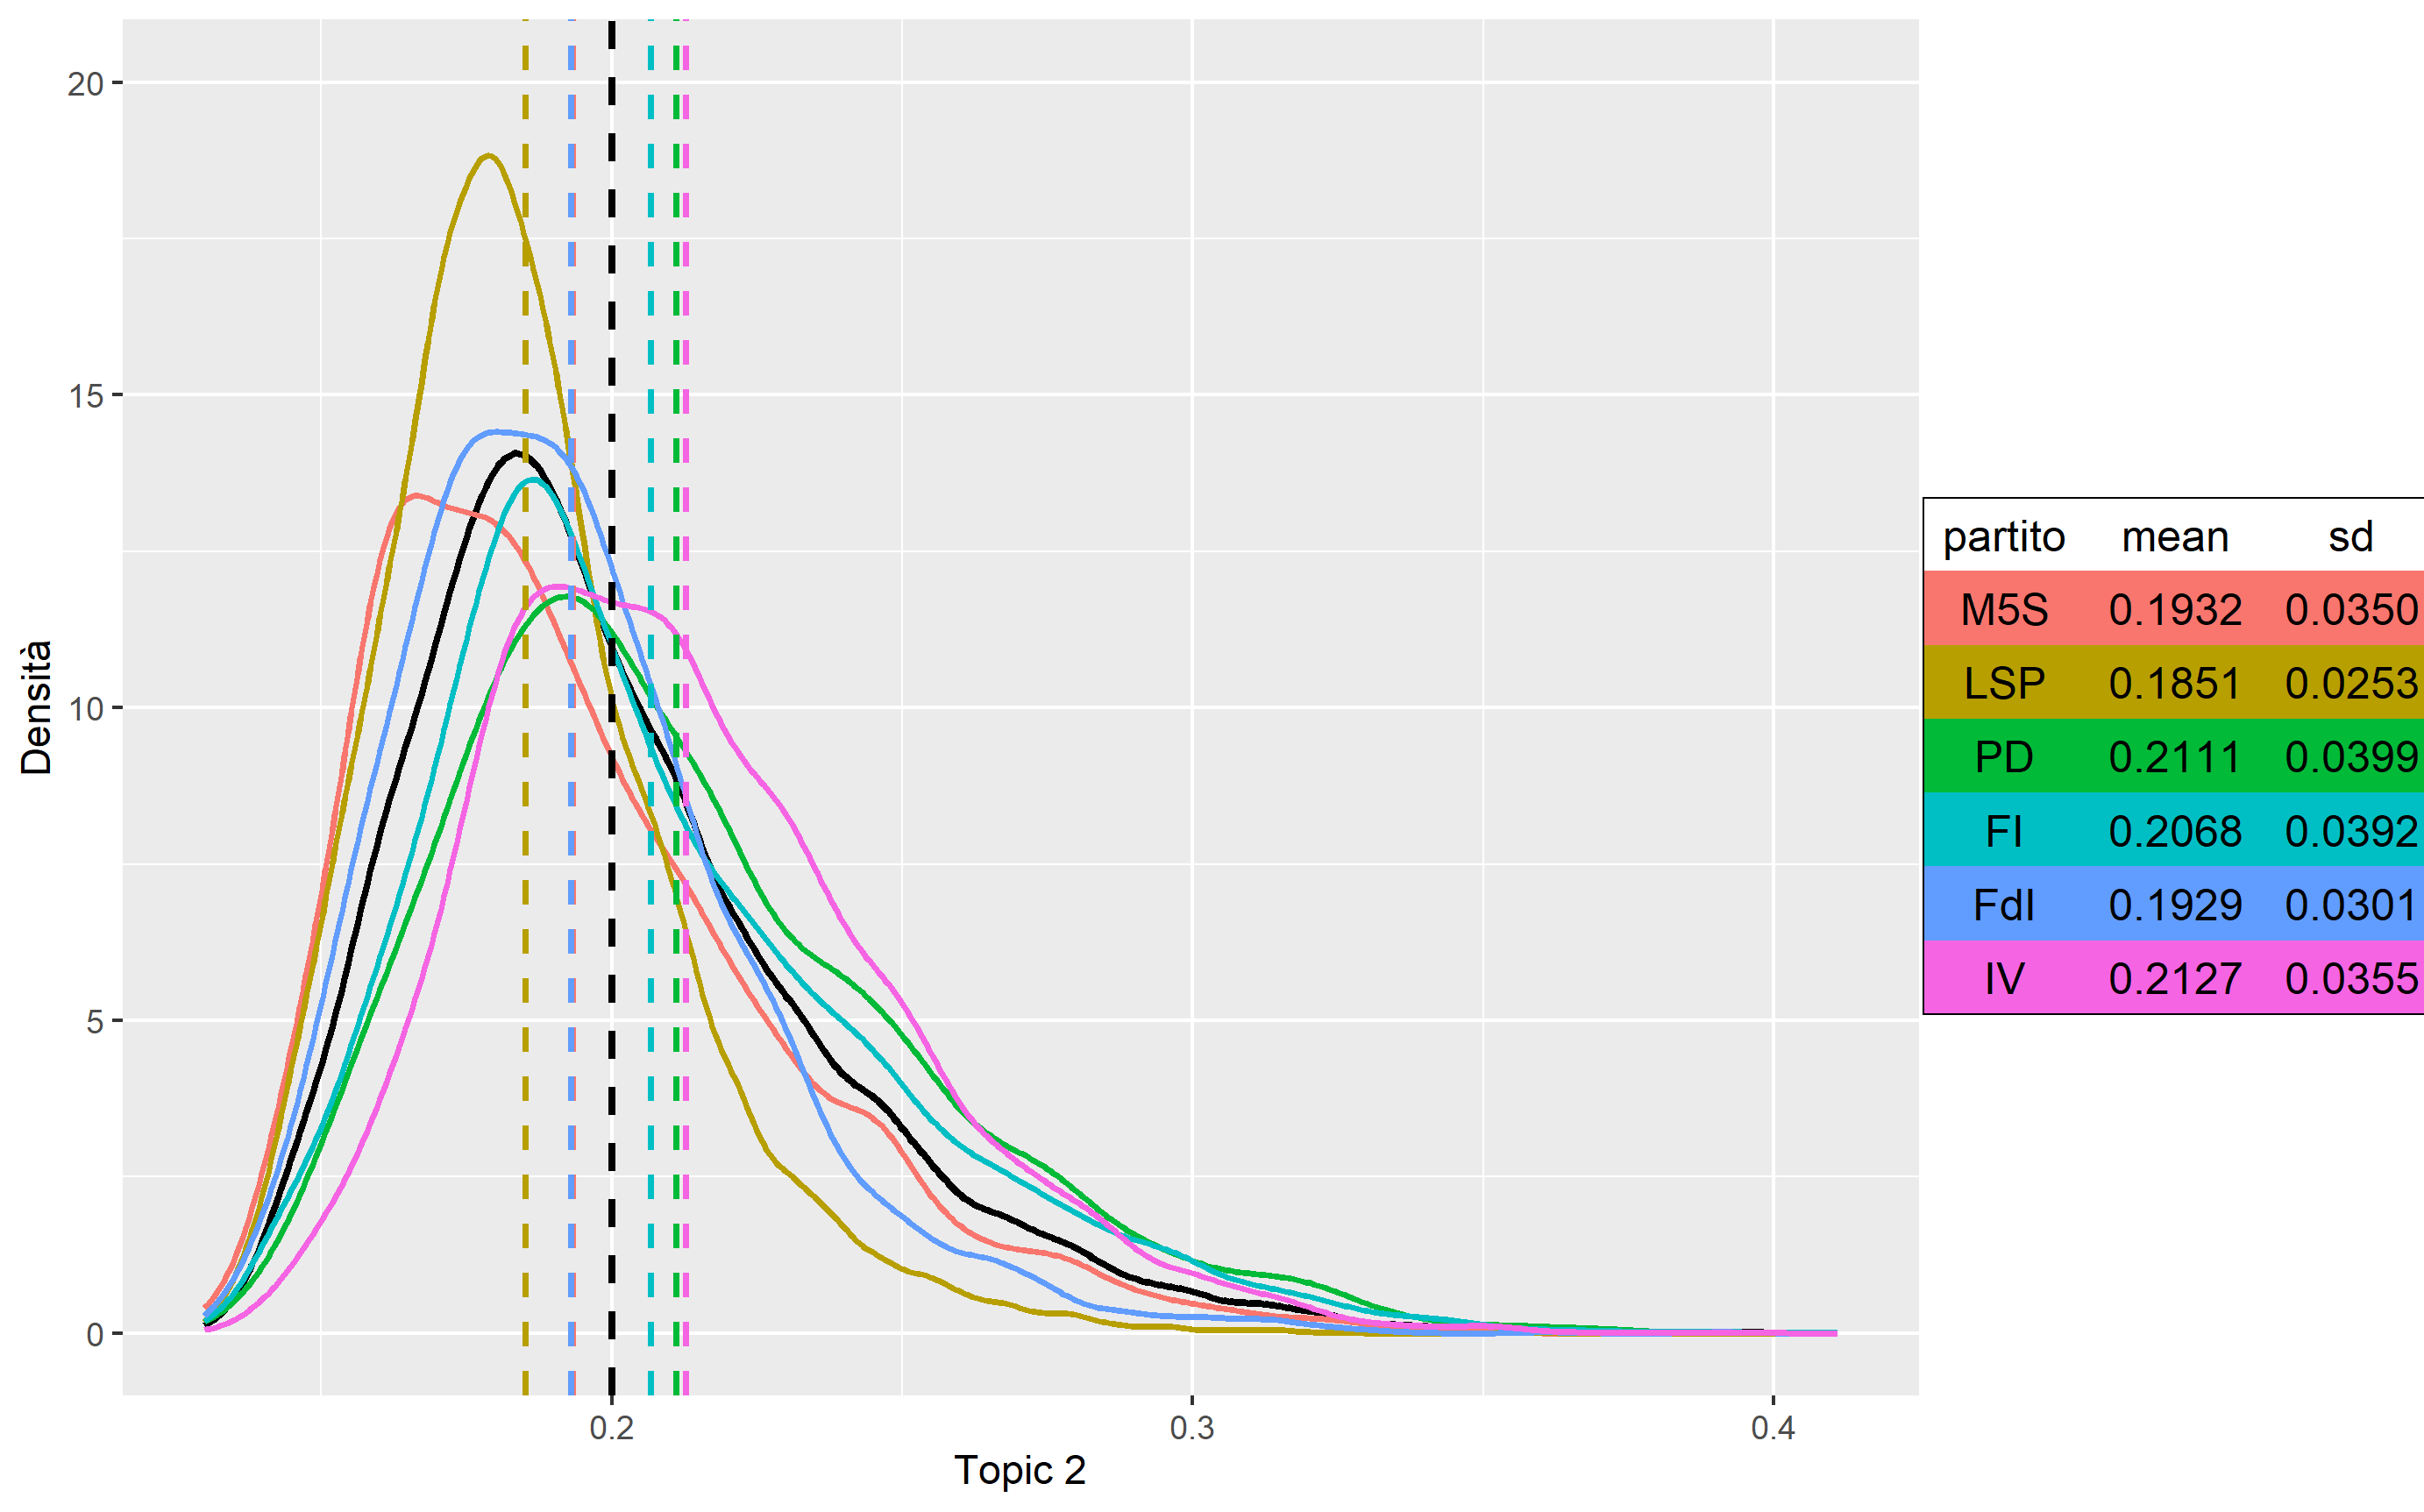 20
15
10
5
0
Densità
0.2 0.3 0.4
Topic 2
partito mean sd
M5S 0.1932 0.0350
LSP 0.1851 0.0253
PD 0.2111 0.0399
FI 0.2068 0.0392
FdI 0.1929 0.0301
IV 0.2127 0.0355